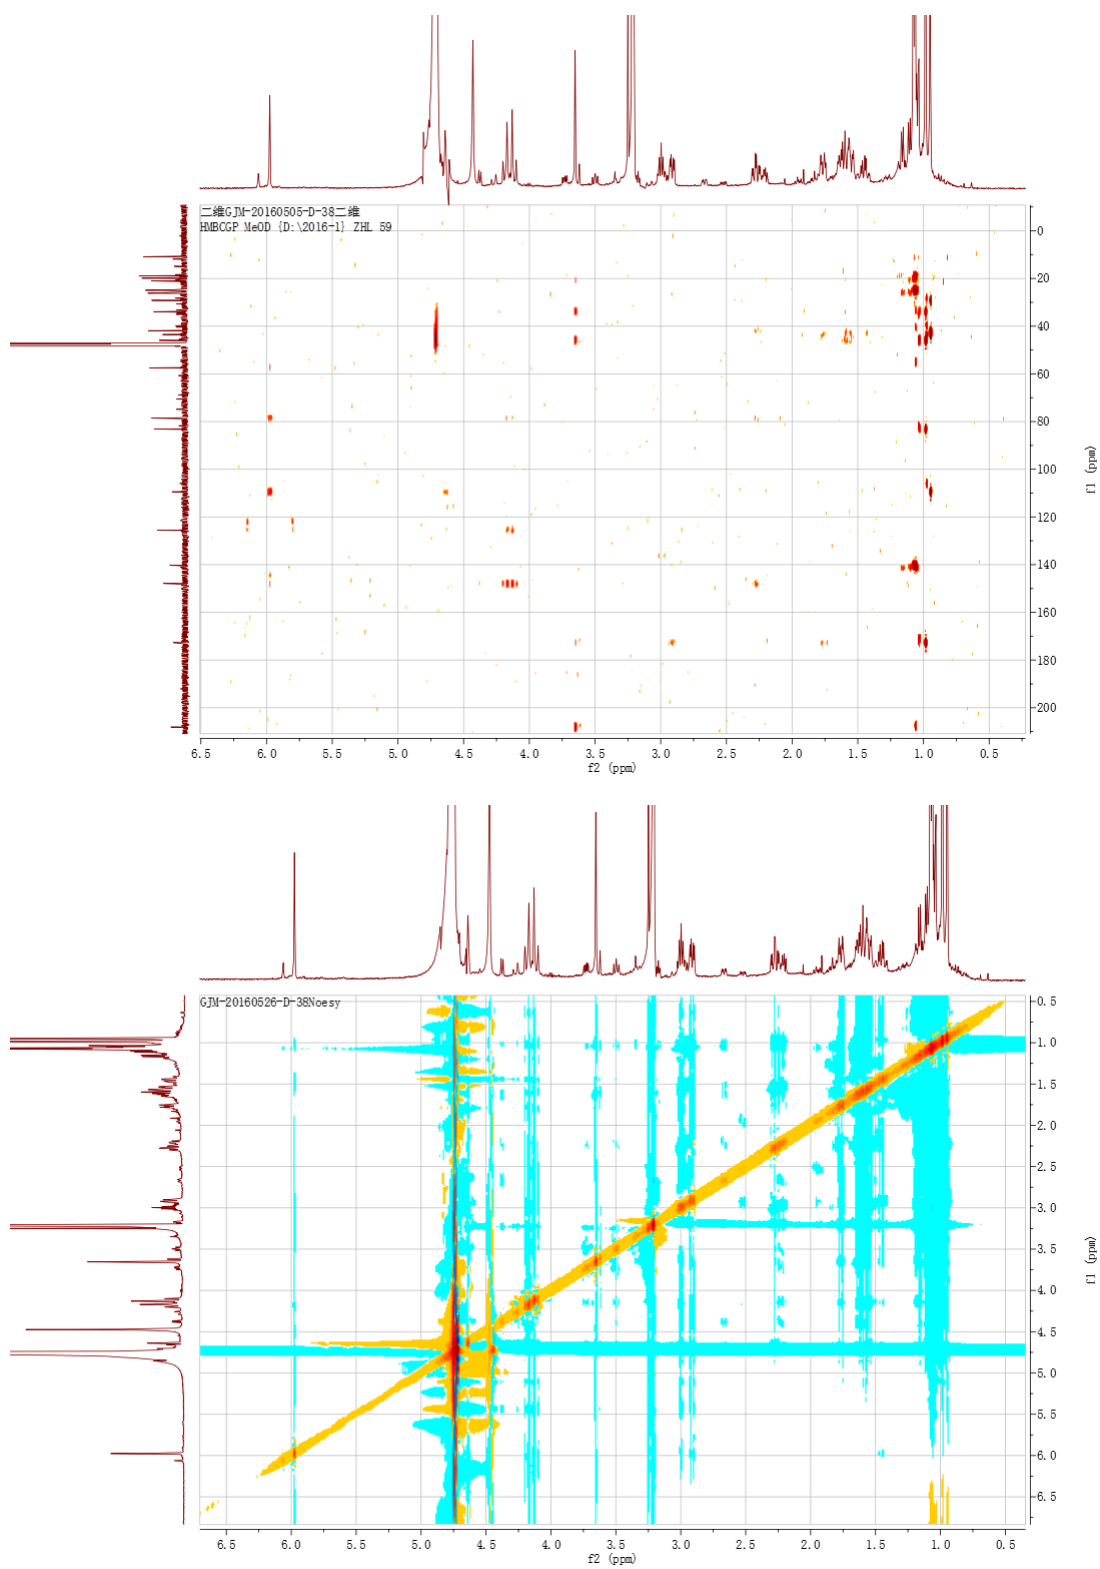 二维GJM-20160505-D-38二维
HMBCGP MeOD {D:\2016-1} ZHL 59
0
20
40
60
80
100
120
140
160
180
200
f1 (ppm)
6.5 6.0 5.5 5.0 4.5 4.0 3.5 3.0 2.5 2.0 1.5 1.0 0.5
f2 (ppm)
GJM-20160526-D-38Noesy
0.5
1.0
1.5
2.0
2.5
3.0
3.5
4.0
4.5
5.0
5.5
6.0
6.5
f1 (ppm)
6.5 6.0 5.5 5.0 4.5 4.0 3.5 3.0 2.5 2.0 1.5 1.0 0.5
f2 (ppm)